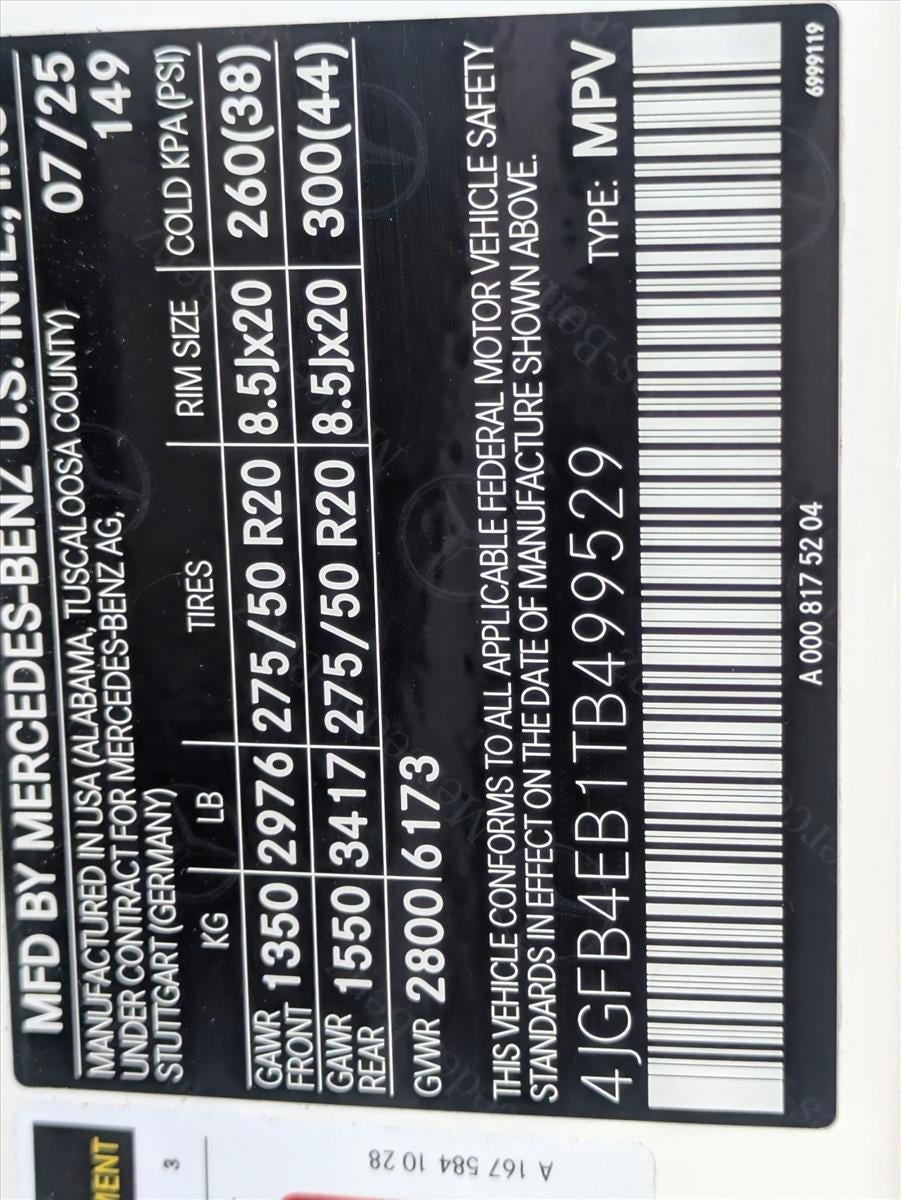 MFD BY MERCEDES-BENZ U.S. INTL.,
MANUFACTURED IN USA (ALABAMA, TUSCALOOSA COUNTY) 07/25
UNDER CONTRACT FOR MERCEDES-BENZ AG, 149
STUTTGART (GERMANY)
KG LB TIRES RIM SIZE COLD KPA (PSI)
GAWR FRONT 1350 2976 275/50 R20 8.5Jx20 260(38)
GAWR REAR 1550 3417 275/50 R20 8.5Jx20 300(44)
GVWR 2800 6173
THIS VEHICLE CONFORMS TO ALL APPLICABLE FEDERAL MOTOR VEHICLE SAFETY
STANDARDS IN EFFECT ON THE DATE OF MANUFACTURE SHOWN ABOVE.
4JGFB4EB1TB499529 TYPE: MPV
A 000 817 52 04
6999119
MENT
3
A 167 584 10 28